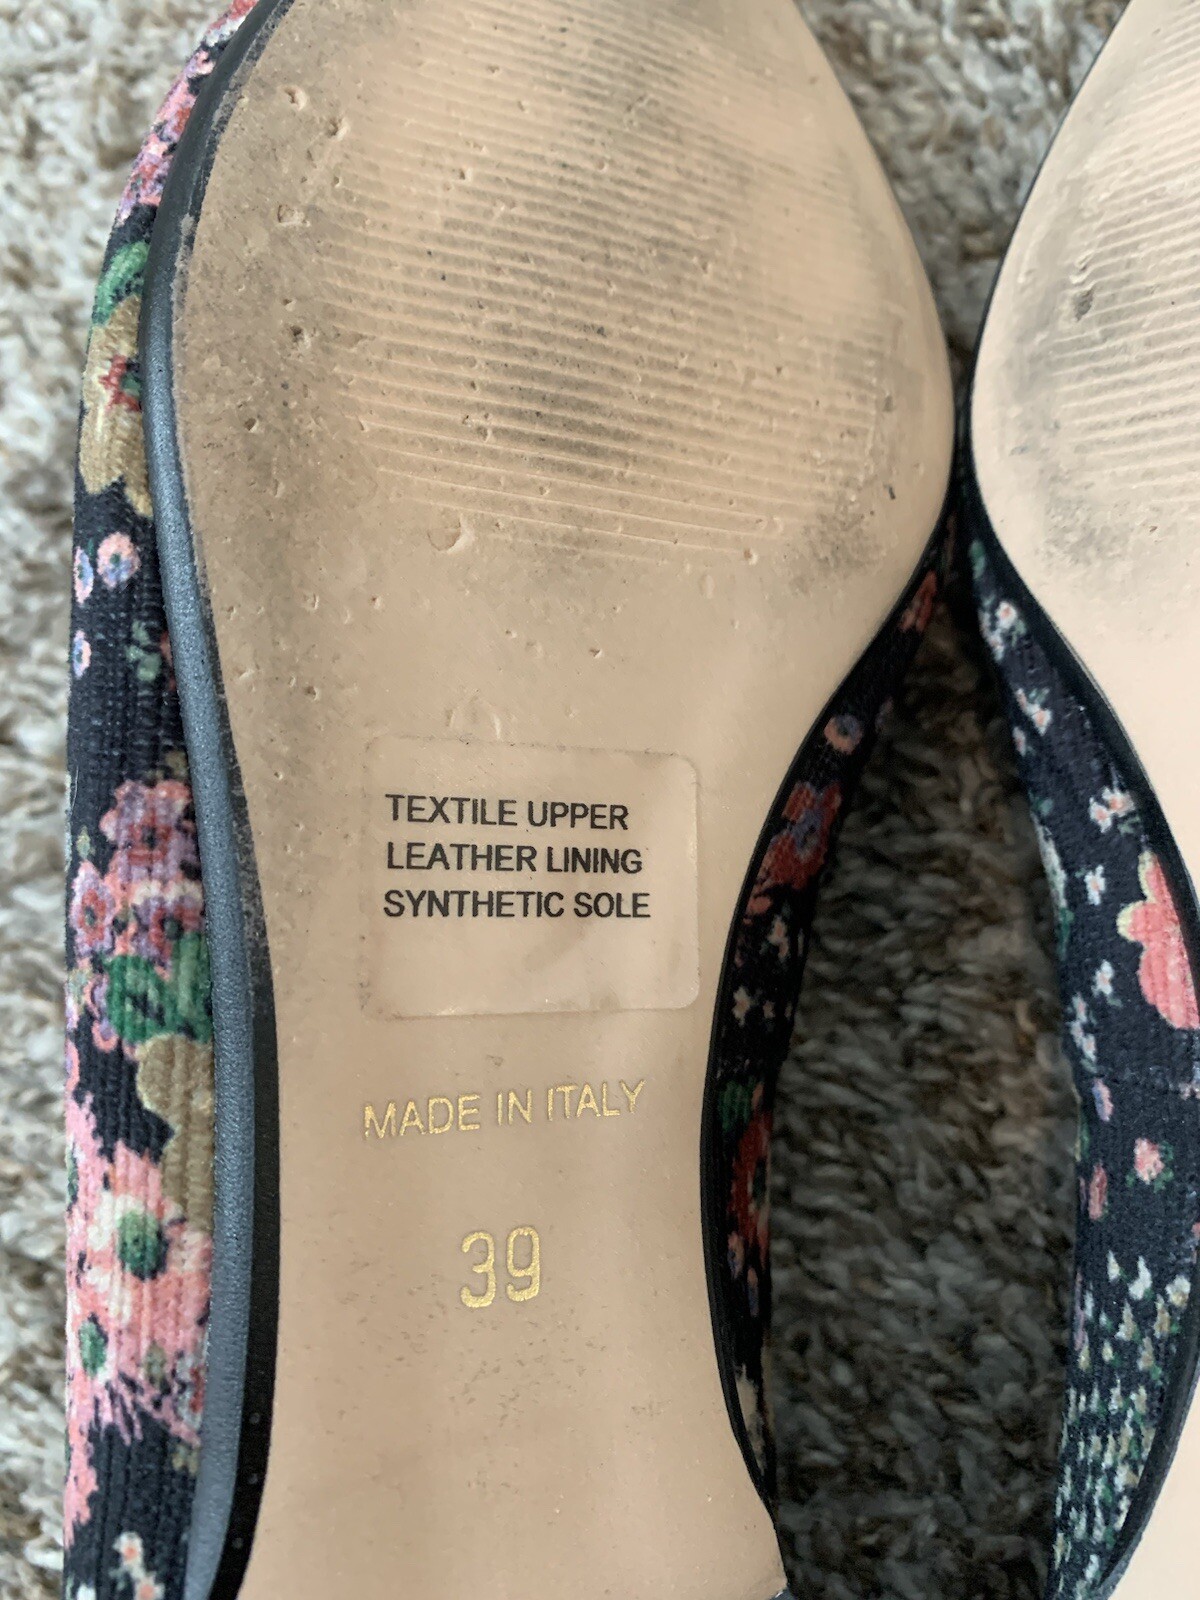 TEXTILE UPPER
LEATHER LINING
SYNTHETIC SOLE
MADE IN ITALY
39